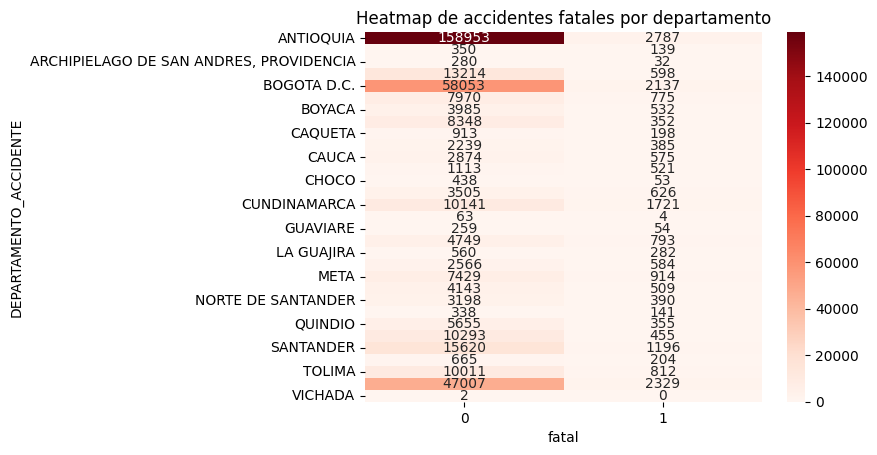 Heatmap de accidentes fatales por departamento
DEPARTAMENTO_ACCIDENTE
ANTIOQUIA 158953 2787
350 139
ARCHIPIELAGO DE SAN ANDRES, PROVIDENCIA 280 32
13214 598
BOGOTA D.C. 58053 2137
7970 775
BOYACA 3985 532
8348 352
CAQUETA 913 198
2239 385
CAUCA 2874 575
1113 521
CHOCO 438 53
3505 626
CUNDINAMARCA 10141 1721
63 4
GUAVIARE 259 54
4749 793
LA GUAJIRA 560 282
2566 584
META 7429 914
4143 509
NORTE DE SANTANDER 3198 390
338 141
QUINDIO 5655 355
10293 455
SANTANDER 15620 1196
665 204
TOLIMA 10011 812
47007 2329
VICHADA 2 0
0 1
fatal
140000
120000
100000
80000
60000
40000
20000
0